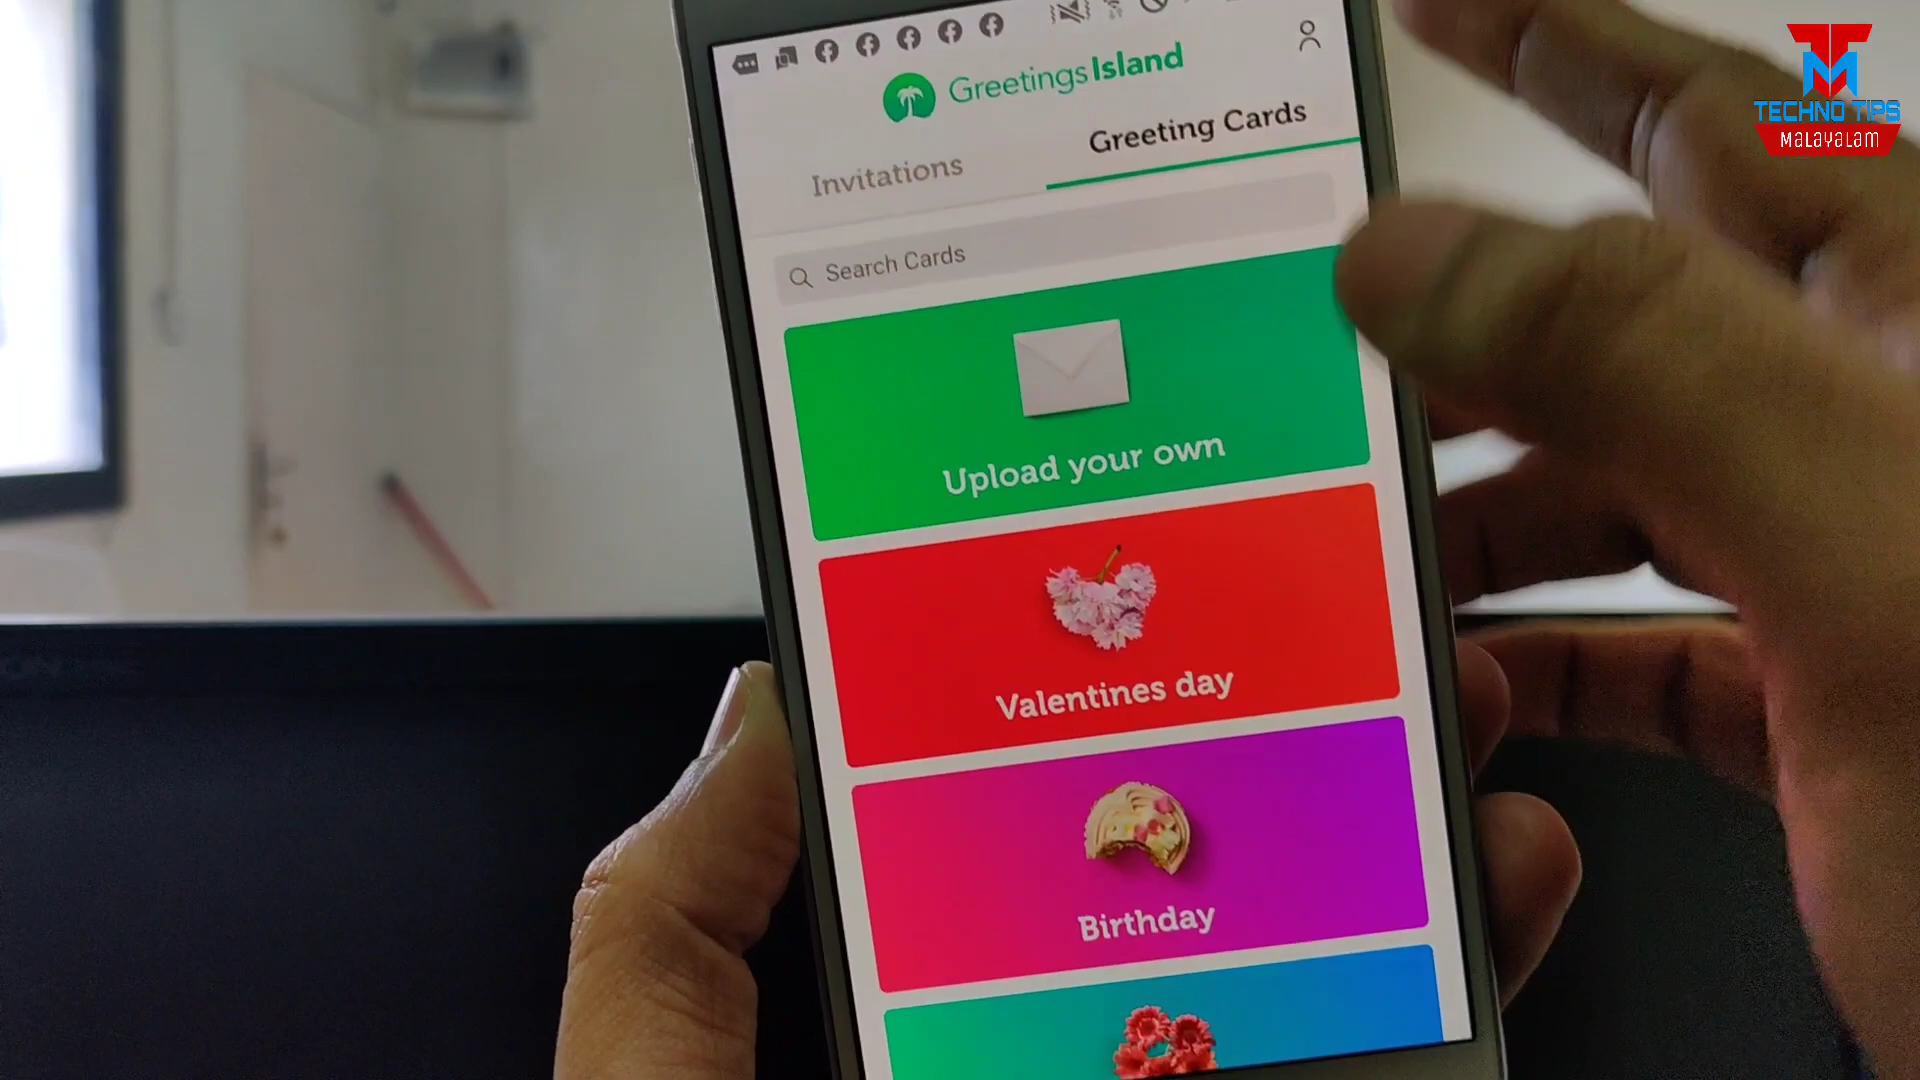 GreetingsIsland
Invitations
Greeting Cards
Search Cards
Upload your own
Valentines day
Birthday
TECHNO TIPS
MALAYALAM